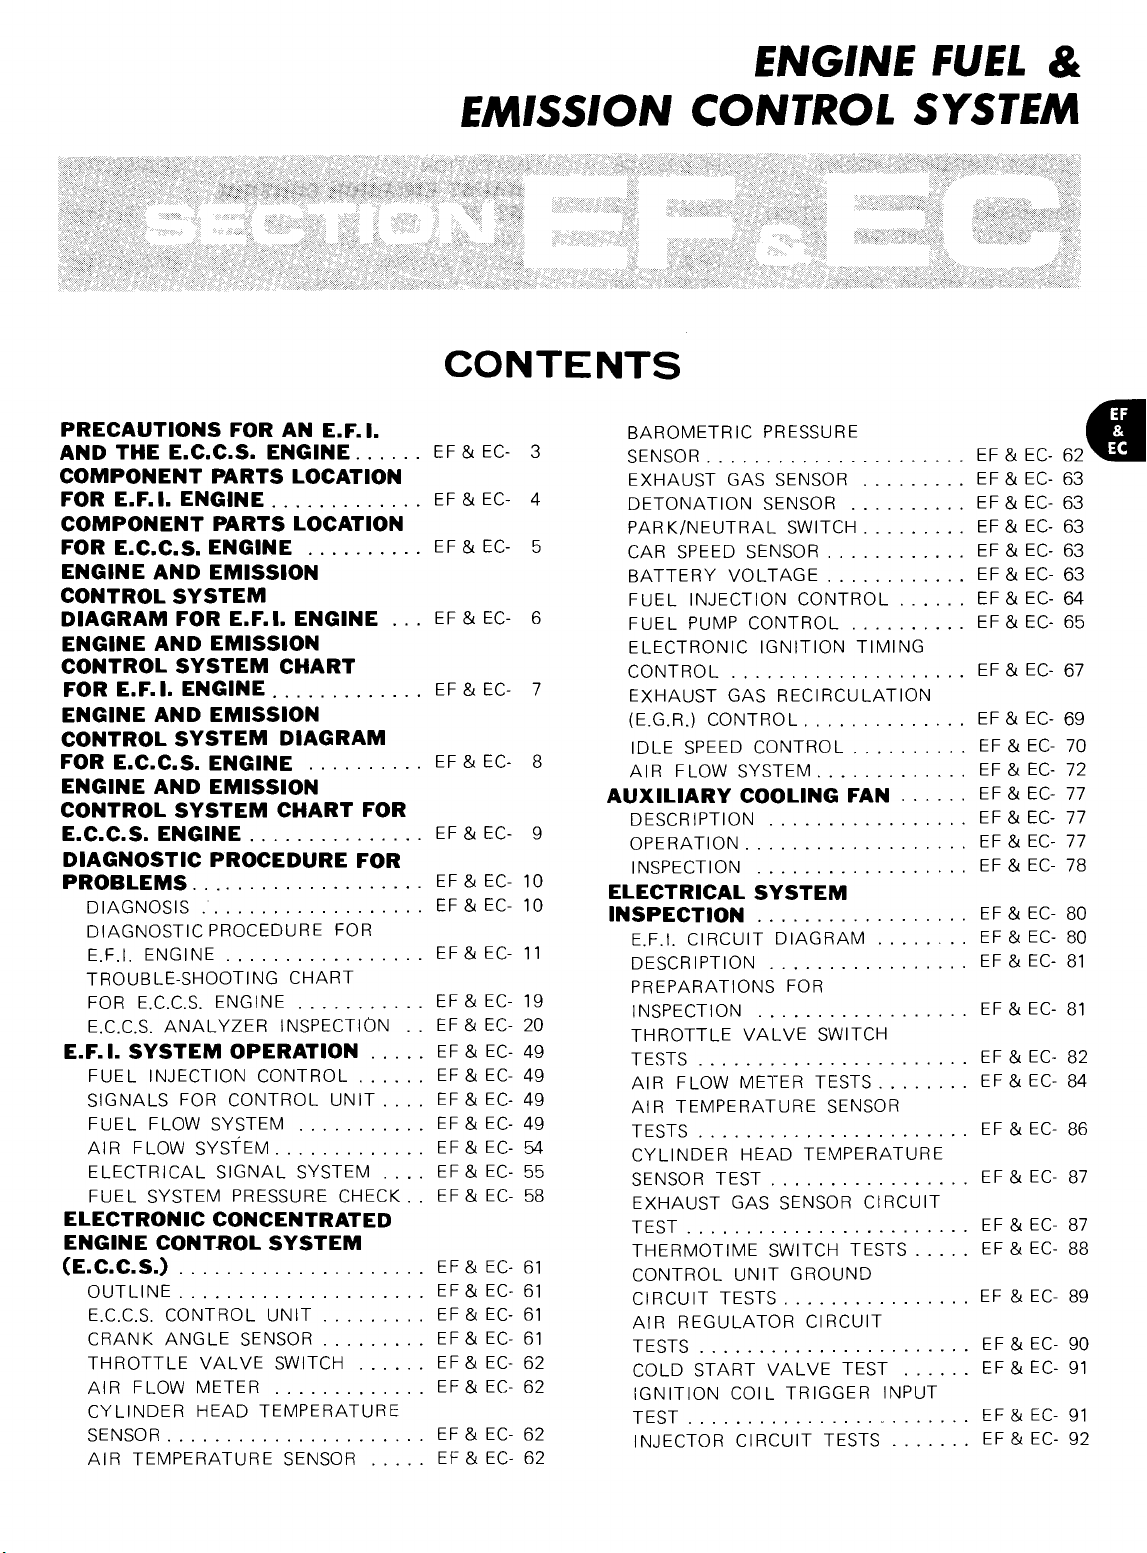 ENGINE FUEL &
EMISSION CONTROL SYSTEM
SECTION EF & EC
CONTENTS
PRECAUTIONS FOR AN E.F.I.
AND THE E.C.C.S. ENGINE...... EF & EC- 3
COMPONENT PARTS LOCATION
FOR E.F.I. ENGINE............. EF & EC- 4
COMPONENT PARTS LOCATION
FOR E.C.C.S. ENGINE .......... EF & EC- 5
ENGINE AND EMISSION
CONTROL SYSTEM
DIAGRAM FOR E.F.I. ENGINE ... EF & EC- 6
ENGINE AND EMISSION
CONTROL SYSTEM CHART
FOR E.F.I. ENGINE............. EF & EC- 7
ENGINE AND EMISSION
CONTROL SYSTEM DIAGRAM
FOR E.C.C.S. ENGINE .......... EF & EC- 8
ENGINE AND EMISSION
CONTROL SYSTEM CHART FOR
E.C.C.S. ENGINE............... EF & EC- 9
DIAGNOSTIC PROCEDURE FOR
PROBLEMS.................... EF & EC- 10
DIAGNOSIS ................... EF & EC- 10
DIAGNOSTIC PROCEDURE FOR
E.F.I. ENGINE ................. EF & EC- 11
TROUBLE-SHOOTING CHART
FOR E.C.C.S. ENGINE ........... EF & EC- 19
E.C.C.S. ANALYZER INSPECTION .. EF & EC- 20
E.F.I. SYSTEM OPERATION ..... EF & EC- 49
FUEL INJECTION CONTROL ...... EF & EC- 49
SIGNALS FOR CONTROL UNIT.... EF & EC- 49
FUEL FLOW SYSTEM ........... EF & EC- 49
AIR FLOW SYSTEM............. EF & EC- 54
ELECTRICAL SIGNAL SYSTEM .... EF & EC- 55
FUEL SYSTEM PRESSURE CHECK.. EF & EC- 58
ELECTRONIC CONCENTRATED
ENGINE CONTROL SYSTEM
(E.C.C.S.) ..................... EF & EC- 61
OUTLINE..................... EF & EC- 61
E.C.C.S. CONTROL UNIT ......... EF & EC- 61
CRANK ANGLE SENSOR ......... EF & EC- 61
THROTTLE VALVE SWITCH ...... EF & EC- 62
AIR FLOW METER ............. EF & EC- 62
CYLINDER HEAD TEMPERATURE
SENSOR...................... EF & EC- 62
AIR TEMPERATURE SENSOR ..... EF & EC- 62
BAROMETRIC PRESSURE
SENSOR...................... EF & EC- 62
EXHAUST GAS SENSOR ......... EF & EC- 63
DETONATION SENSOR .......... EF & EC- 63
PARK/NEUTRAL SWITCH......... EF & EC- 63
CAR SPEED SENSOR............ EF & EC- 63
BATTERY VOLTAGE............ EF & EC- 63
FUEL INJECTION CONTROL ...... EF & EC- 64
FUEL PUMP CONTROL .......... EF & EC- 65
ELECTRONIC IGNITION TIMING
CONTROL .................... EF & EC- 67
EXHAUST GAS RECIRCULATION
(E.G.R.) CONTROL.............. EF & EC- 69
IDLE SPEED CONTROL.......... EF & EC- 70
AIR FLOW SYSTEM............. EF & EC- 72
AUXILIARY COOLING FAN ...... EF & EC- 77
DESCRIPTION ................. EF & EC- 77
OPERATION................... EF & EC- 77
INSPECTION .................. EF & EC- 78
ELECTRICAL SYSTEM
INSPECTION .................. EF & EC- 80
E.F.I. CIRCUIT DIAGRAM ........ EF & EC- 80
DESCRIPTION ................. EF & EC- 81
PREPARATIONS FOR
INSPECTION .................. EF & EC- 81
THROTTLE VALVE SWITCH
TESTS ....................... EF & EC- 82
AIR FLOW METER TESTS........ EF & EC- 84
AIR TEMPERATURE SENSOR
TESTS ....................... EF & EC- 86
CYLINDER HEAD TEMPERATURE
SENSOR TEST ................. EF & EC- 87
EXHAUST GAS SENSOR CIRCUIT
TEST........................ EF & EC- 87
THERMOTIME SWITCH TESTS..... EF & EC- 88
CONTROL UNIT GROUND
CIRCUIT TESTS................ EF & EC- 89
AIR REGULATOR CIRCUIT
TESTS ....................... EF & EC- 90
COLD START VALVE TEST ...... EF & EC- 91
IGNITION COIL TRIGGER INPUT
TEST........................ EF & EC- 91
INJECTOR CIRCUIT TESTS ....... EF & EC- 92
EF
&
EC